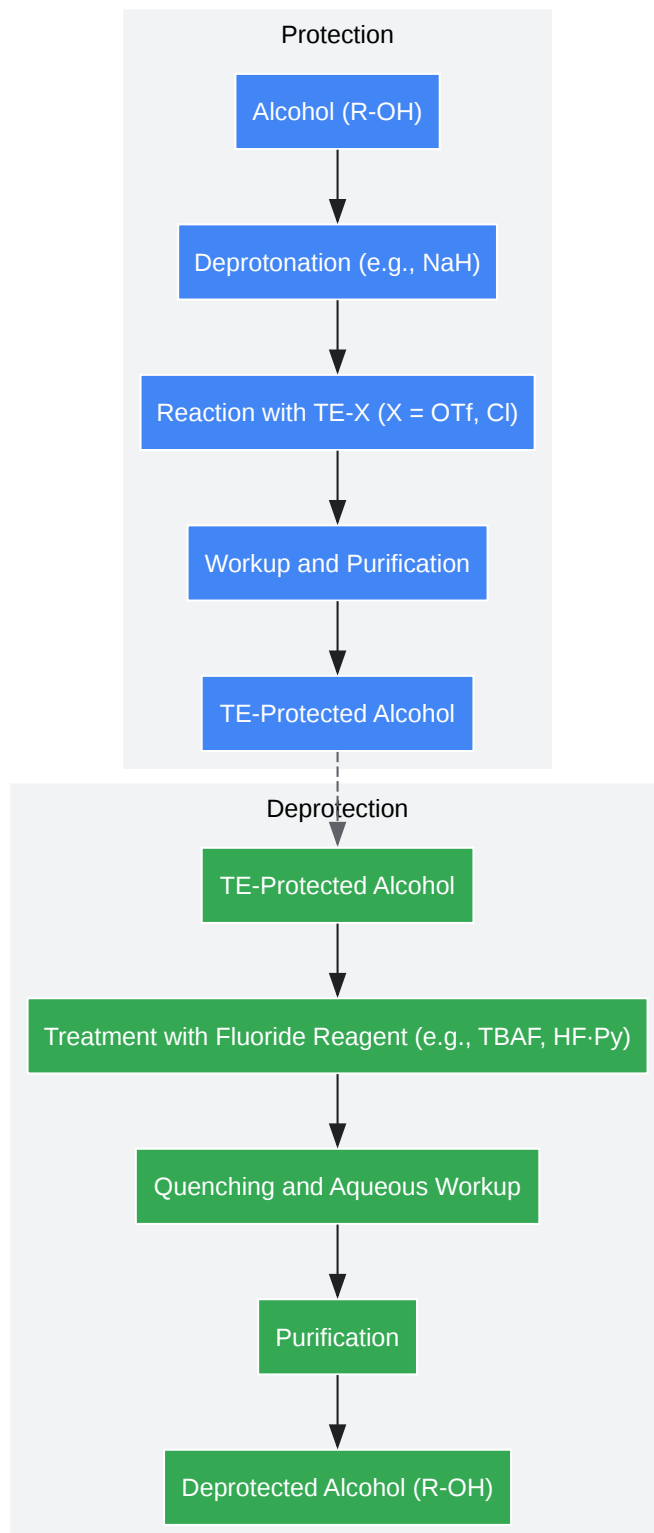 Protection
Alcohol (R-OH)
Deprotonation (e.g., NaH)
Reaction with TE-X (X = OTf, Cl)
Workup and Purification
TE-Protected Alcohol
Deprotection
TE-Protected Alcohol
Treatment with Fluoride Reagent (e.g., TBAF, HF·Py)
Quenching and Aqueous Workup
Purification
Deprotected Alcohol (R-OH)